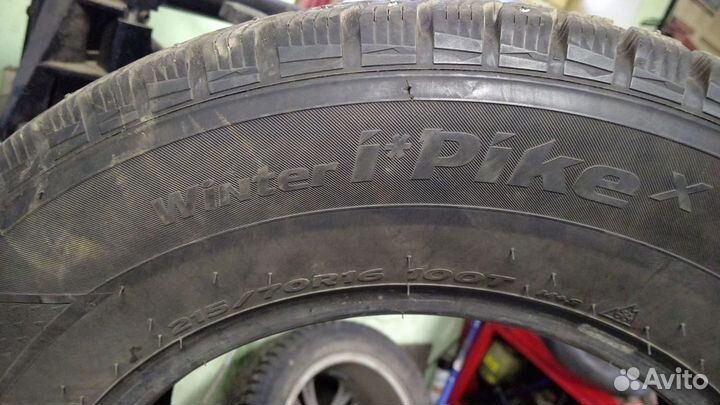 Winter i*Pike X
215/70R16 100T M+S
Avito